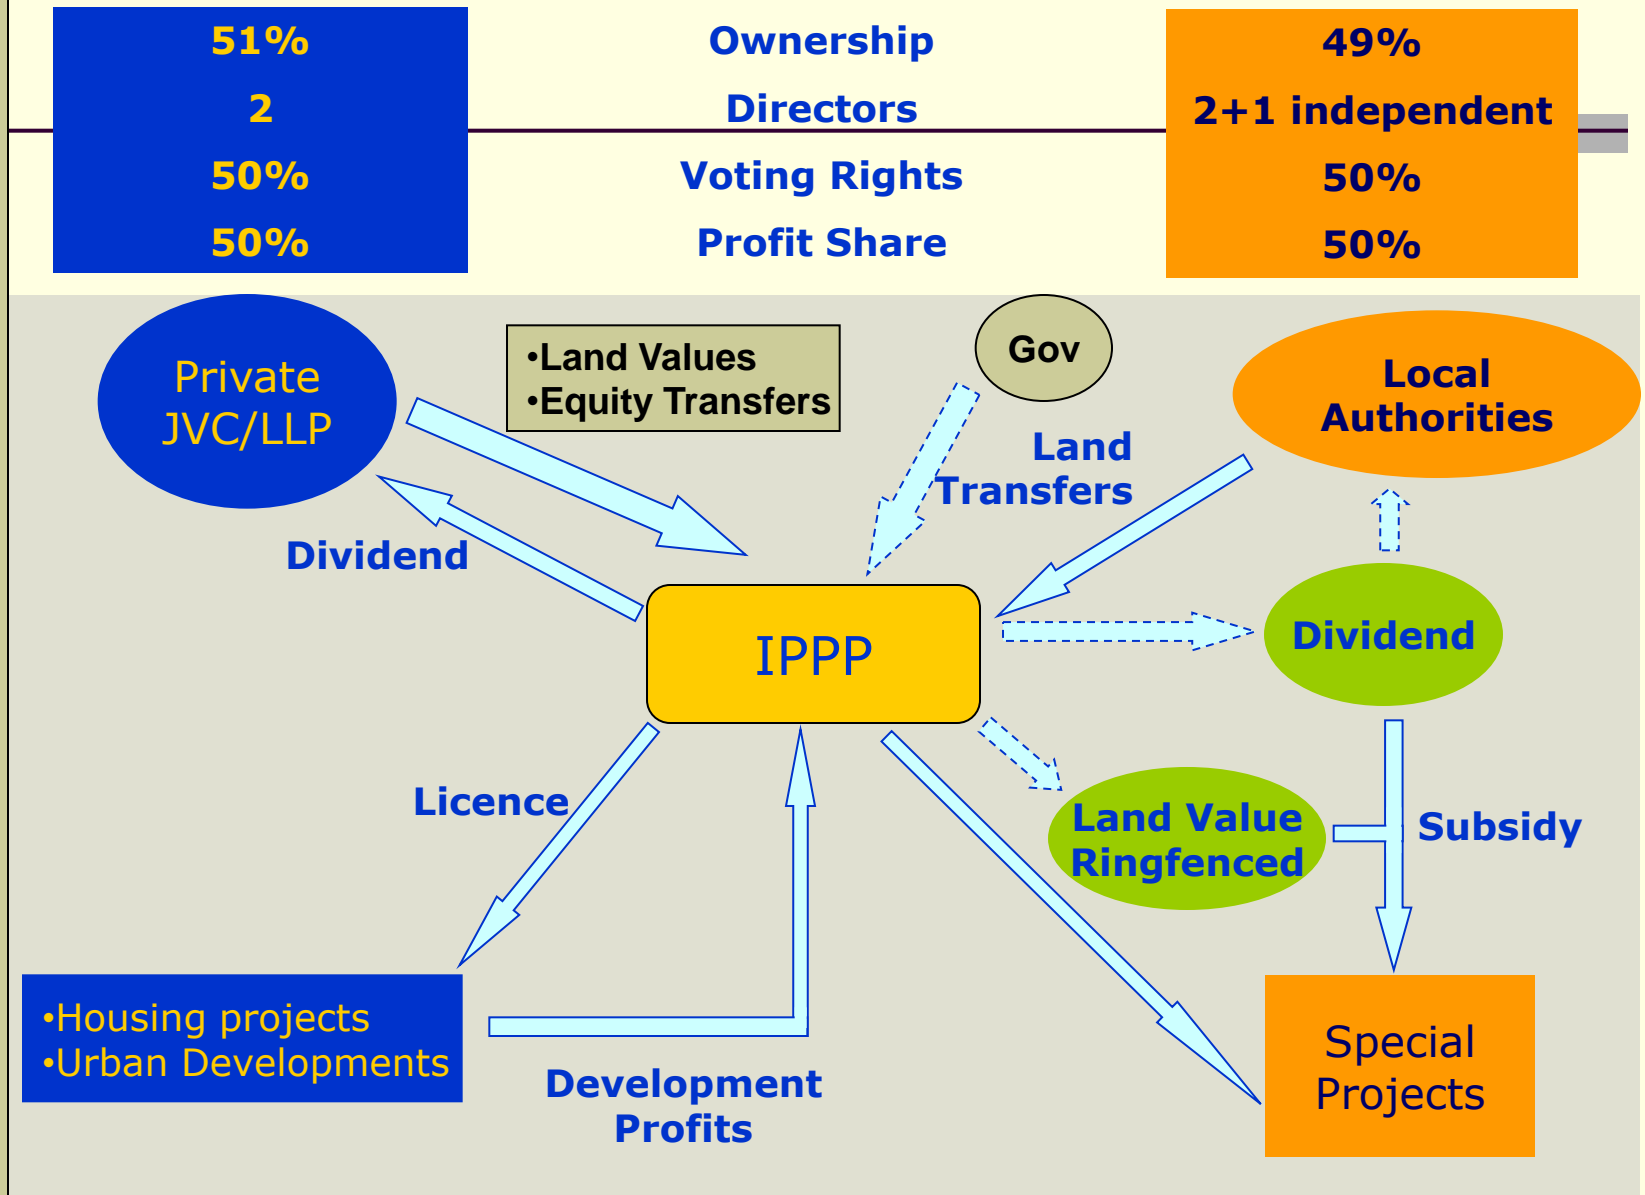 51% Ownership 49%
2 Directors 2+1 independent
50% Voting Rights 50%
50% Profit Share 50%
Private
JVC/LLP
•Land Values
•Equity Transfers
Gov
Local
Authorities
Land
Transfers
Dividend
IPPP
Dividend
Licence
Land Value
Ringfenced
Subsidy
•Housing projects
•Urban Developments
Development
Profits
Special
Projects